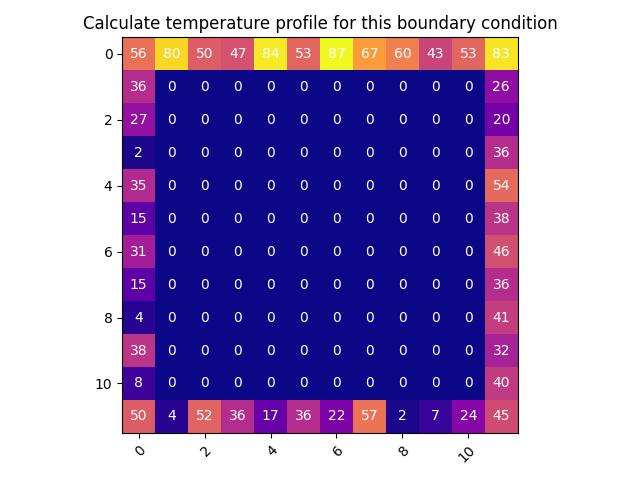 Calculate temperature profile for this boundary condition
0 56 80 50 47 84 53 87 67 60 43 53 83
36 0 0 0 0 0 0 0 0 0 0 26
2 27 0 0 0 0 0 0 0 0 0 0 20
2 0 0 0 0 0 0 0 0 0 0 36
4 35 0 0 0 0 0 0 0 0 0 0 54
15 0 0 0 0 0 0 0 0 0 0 38
6 31 0 0 0 0 0 0 0 0 0 0 46
15 0 0 0 0 0 0 0 0 0 0 36
8 4 0 0 0 0 0 0 0 0 0 0 41
38 0 0 0 0 0 0 0 0 0 0 32
10 8 0 0 0 0 0 0 0 0 0 0 40
50 4 52 36 17 36 22 57 2 7 24 45
0 2 4 6 8 10